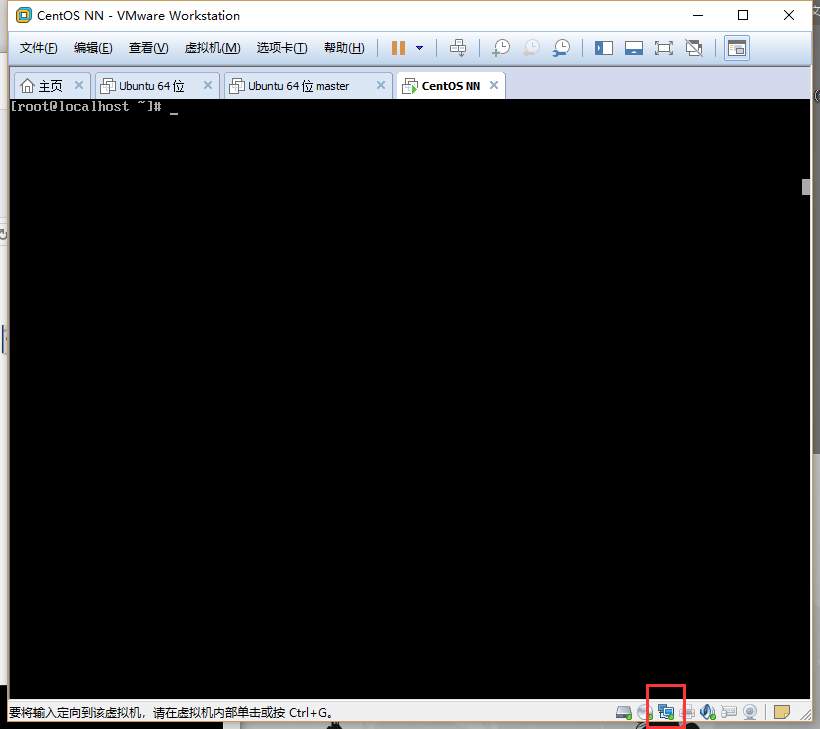 CentOS NN - VMware Workstation
文件(F) 编辑(E) 查看(V) 虚拟机(M) 选项卡(T) 帮助(H)
主页 Ubuntu 64 位 Ubuntu 64 位 master CentOS NN
[root@localhost ~]# _
要将输入定向到该虚拟机，请在虚拟机内部单击或按 Ctrl+G。